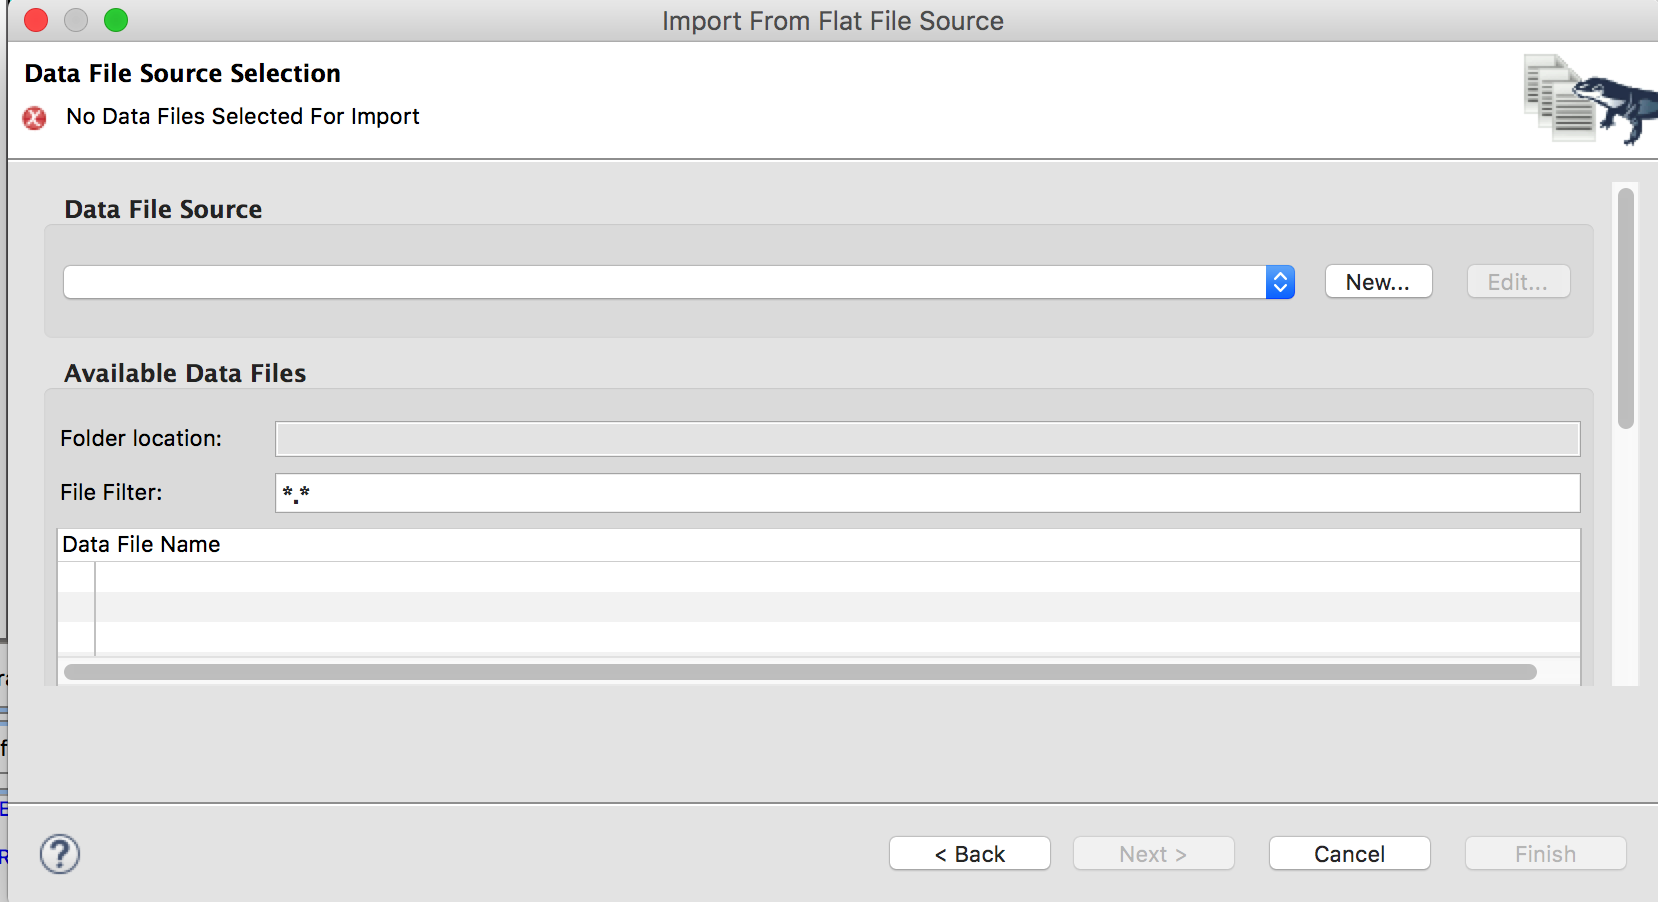 Import From Flat File Source
Data File Source Selection
No Data Files Selected For Import
Data File Source
New...
Edit...
Available Data Files
Folder location:
File Filter:
*.*
Data File Name
f
E
R
?
< Back
Next >
Cancel
Finish